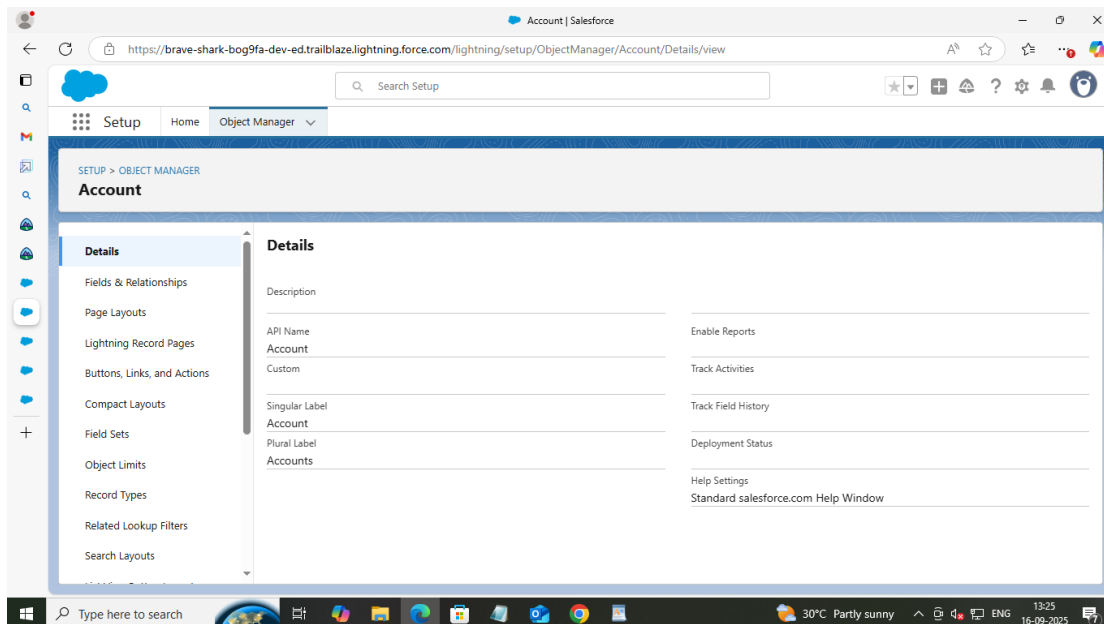 Account | Salesforce
https://brave-shark-bog9fa-dev-ed.trailblaze.lightning.force.com/lightning/setup/ObjectManager/Account/Details/view
Search Setup
Setup Home Object Manager
SETUP > OBJECT MANAGER
Account
Details
Fields & Relationships
Page Layouts
Lightning Record Pages
Buttons, Links, and Actions
Compact Layouts
Field Sets
Object Limits
Record Types
Related Lookup Filters
Search Layouts
Details
Description
API Name
Account
Custom
Singular Label
Account
Plural Label
Accounts
Enable Reports
Track Activities
Track Field History
Deployment Status
Help Settings
Standard salesforce.com Help Window
Type here to search
30°C Partly sunny
ENG
13:25
16-09-2025